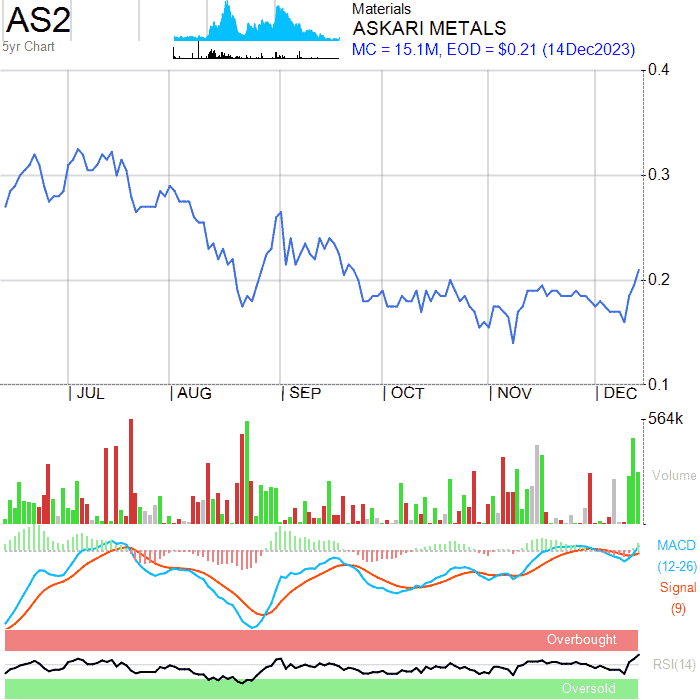 AS2
5yr Chart
Materials
ASKARI METALS
MC = 15.1M, EOD = $0.21 (14Dec2023)
0.4
0.3
0.2
0.1
JUL AUG SEP OCT NOV DEC
564k
Volume
MACD
(12-26)
Signal
(9)
Overbought
RSI(14)
Oversold